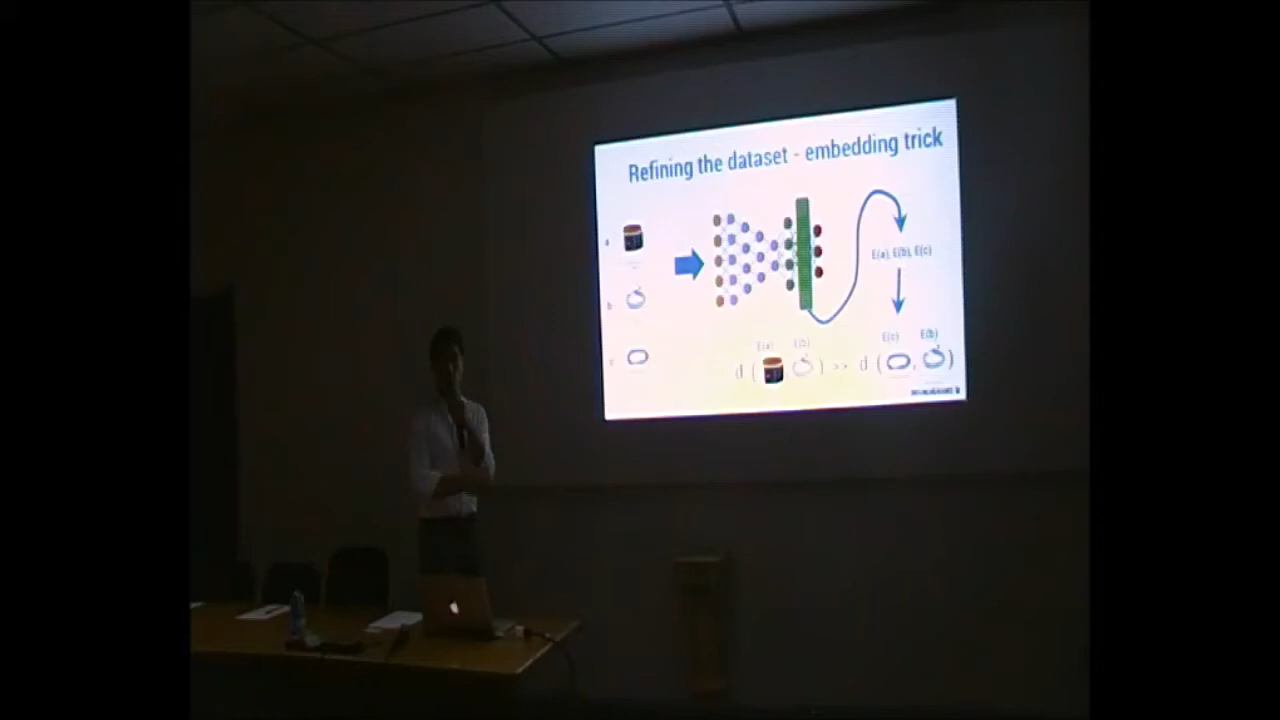 Refining the dataset - embedding trick
a
b
c
E(a), E(b), E(c)
E(a) E(b)
d ( , ) >> d ( , )
E(c) E(b)